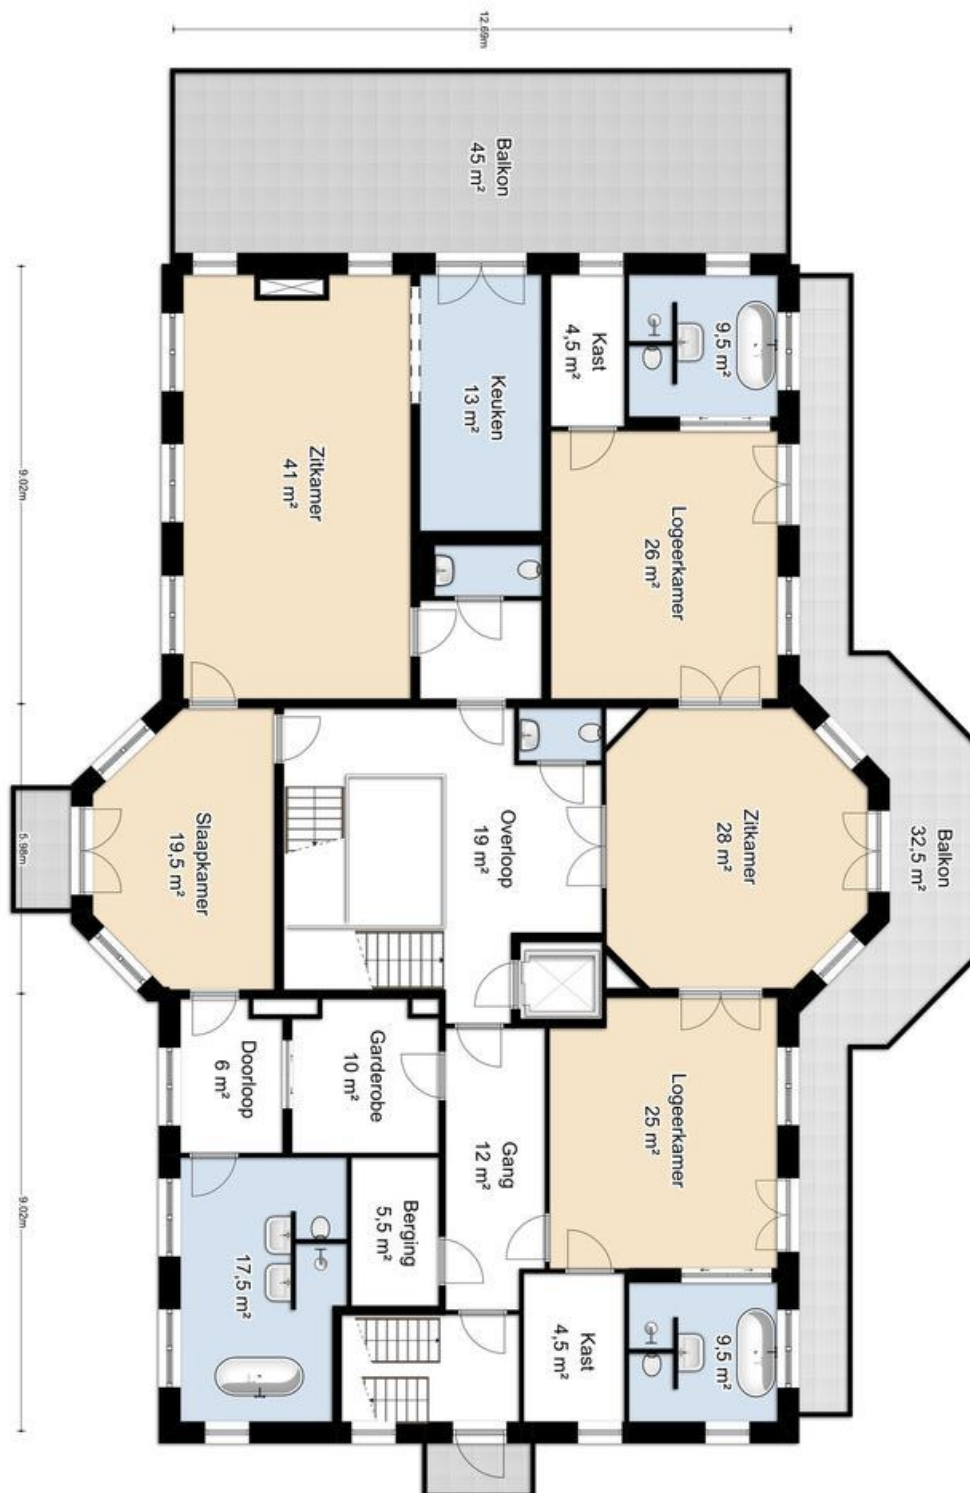 12.69m
Balkon
45 m²
9,5 m²
Kast
4,5 m²
Keuken
13 m²
Zitkamer
41 m²
9.02m
Logeerkamer
26 m²
Overloop
19 m²
Zitkamer
28 m²
Balkon
32,5 m²
Slaapkamer
19,5 m²
5.98m
Doorloop
6 m²
Garderobe
10 m²
Gang
12 m²
Logeerkamer
25 m²
Berging
5,5 m²
9.02m
17,5 m²
Kast
4,5 m²
9,5 m²